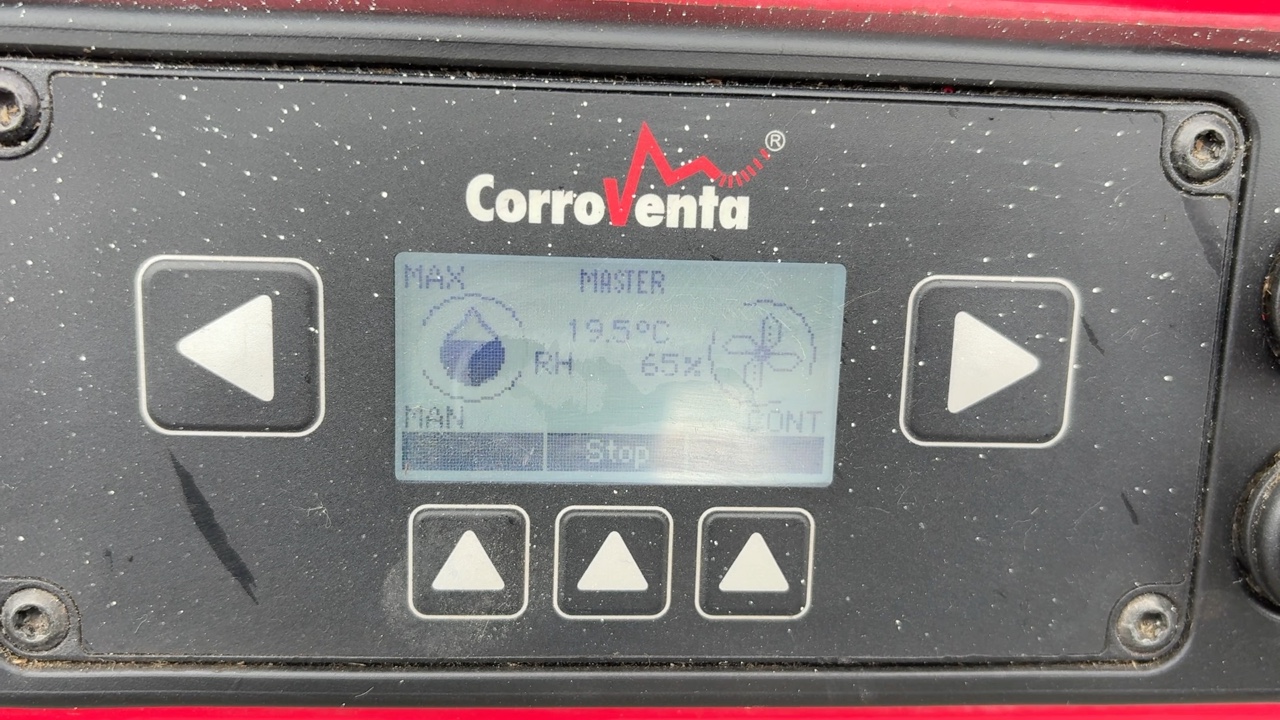 CorroVenta®
MAX MASTER
19.5°C
RH 65%
MAN CONT
Stop